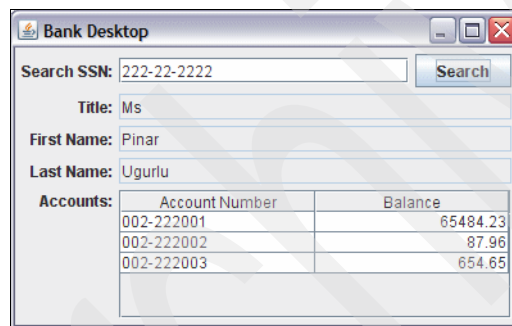 Bank Desktop
Search SSN: 222-22-2222 Search
Title: Ms
First Name: Pinar
Last Name: Ugurlu
Accounts: Account Number Balance
002-222001 65484.23
002-222002 87.96
002-222003 654.65